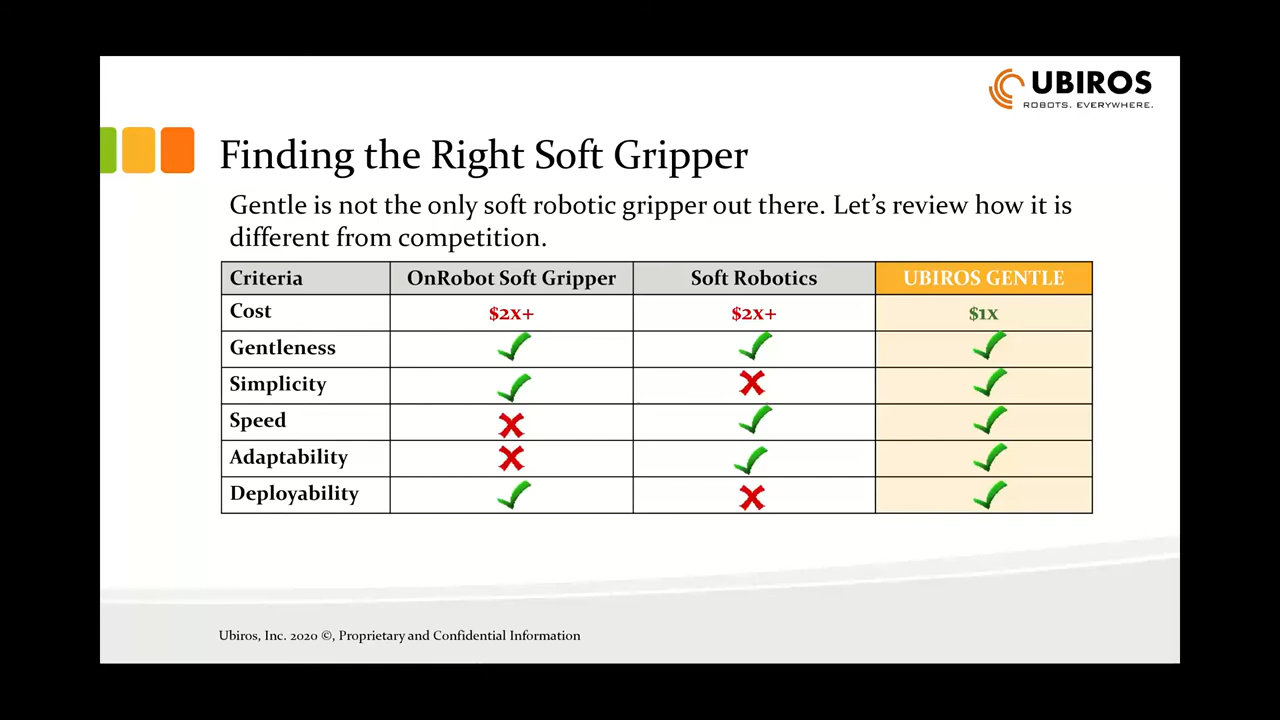 UBIROS
ROBOTS. EVERYWHERE.
Finding the Right Soft Gripper
Gentle is not the only soft robotic gripper out there. Let’s review how it is
different from competition.
Criteria OnRobot Soft Gripper Soft Robotics UBIROS GENTLE
Cost $2x+ $2x+ $1x
Gentleness
Simplicity
Speed
Adaptability
Deployability
Ubiros, Inc. 2020 ©, Proprietary and Confidential Information